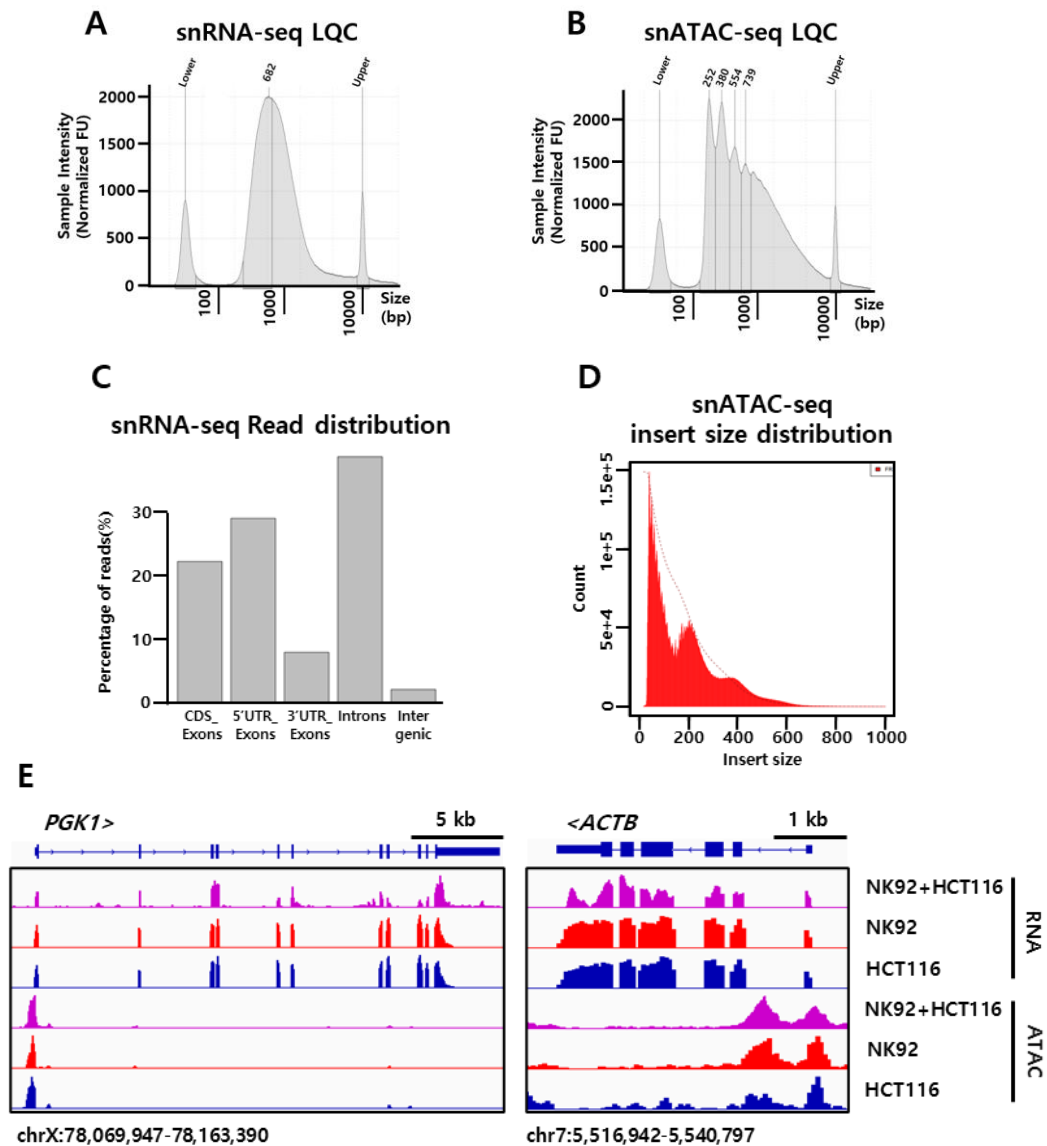 A
snRNA-seq LQC
Lower
682
Upper
Sample Intensity
(Normalized FU)
2000
1500
1000
500
0
100
1000
10000
Size
(bp)
B
snATAC-seq LQC
Lower
252
380
554
739
Upper
Sample Intensity
(Normalized FU)
2000
1500
1000
500
0
100
1000
10000
Size
(bp)
C
snRNA-seq Read distribution
Percentage of reads(%)
30
20
10
0
CDS_
Exons
5'UTR_
Exons
3'UTR_
Exons
Introns
Inter
genic
D
snATAC-seq
insert size distribution
FR
Count
1.5e+5
1e+5
5e+4
0
0
200
400
600
800
1000
Insert size
E
PGK1>
5 kb
<ACTB
1 kb
NK92+HCT116
NK92
HCT116
RNA
NK92+HCT116
NK92
HCT116
ATAC
chrX:78,069,947-78,163,390
chr7:5,516,942-5,540,797